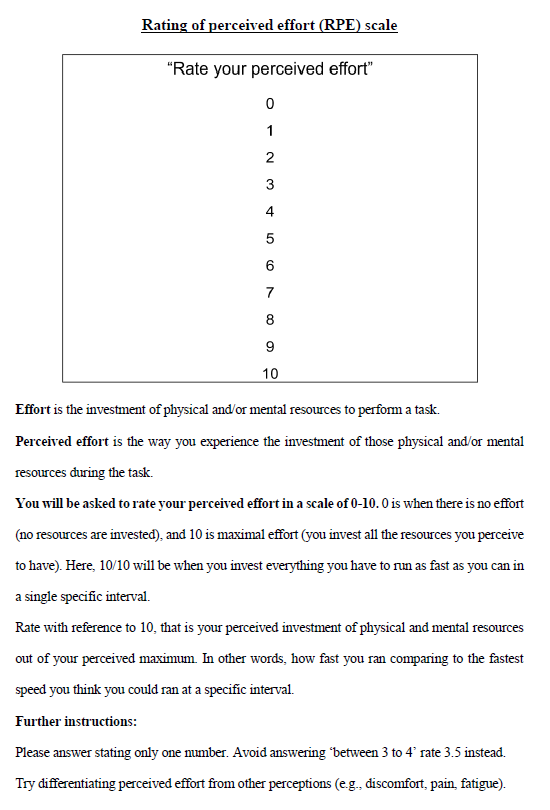 Rating of perceived effort (RPE) scale
“Rate your perceived effort”
0
1
2
3
4
5
6
7
8
9
10
Effort is the investment of physical and/or mental resources to perform a task.
Perceived effort is the way you experience the investment of those physical and/or mental
resources during the task.
You will be asked to rate your perceived effort in a scale of 0-10. 0 is when there is no effort
(no resources are invested), and 10 is maximal effort (you invest all the resources you perceive
to have). Here, 10/10 will be when you invest everything you have to run as fast as you can in
a single specific interval.
Rate with reference to 10, that is your perceived investment of physical and mental resources
out of your perceived maximum. In other words, how fast you ran comparing to the fastest
speed you think you could ran at a specific interval.
Further instructions:
Please answer stating only one number. Avoid answering ‘between 3 to 4’ rate 3.5 instead.
Try differentiating perceived effort from other perceptions (e.g., discomfort, pain, fatigue).